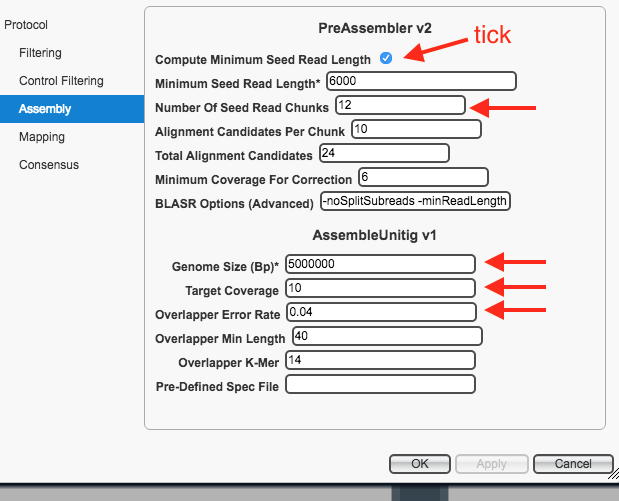 Protocol
Filtering
Control Filtering
Assembly
Mapping
Consensus
PreAssembler v2
tick
Compute Minimum Seed Read Length
Minimum Seed Read Length* 6000
Number Of Seed Read Chunks 12
Alignment Candidates Per Chunk 10
Total Alignment Candidates 24
Minimum Coverage For Correction 6
BLASR Options (Advanced) -noSplitSubreads -minReadLength
AssembleUnitig v1
Genome Size (Bp)* 5000000
Target Coverage 10
Overlapper Error Rate 0.04
Overlapper Min Length 40
Overlapper K-Mer 14
Pre-Defined Spec File
OK Apply Cancel